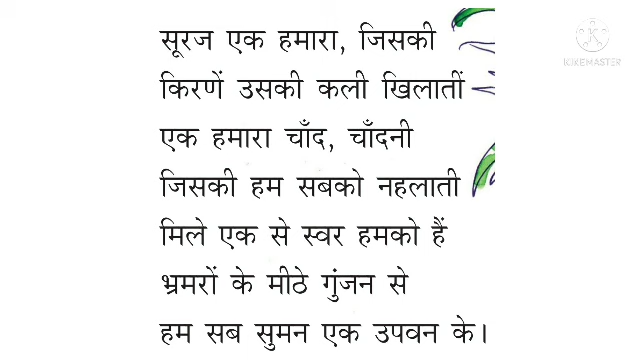 सूरज एक हमारा, जिसकी
किरणें उसकी कली खिलातीं
एक हमारा चाँद, चाँदनी
जिसकी हम सबको नहलाती
मिले एक से स्वर हमको हैं
भ्रमरों के मीठे गुंजन से
हम सब सुमन एक उपवन के।
KINEMASTER